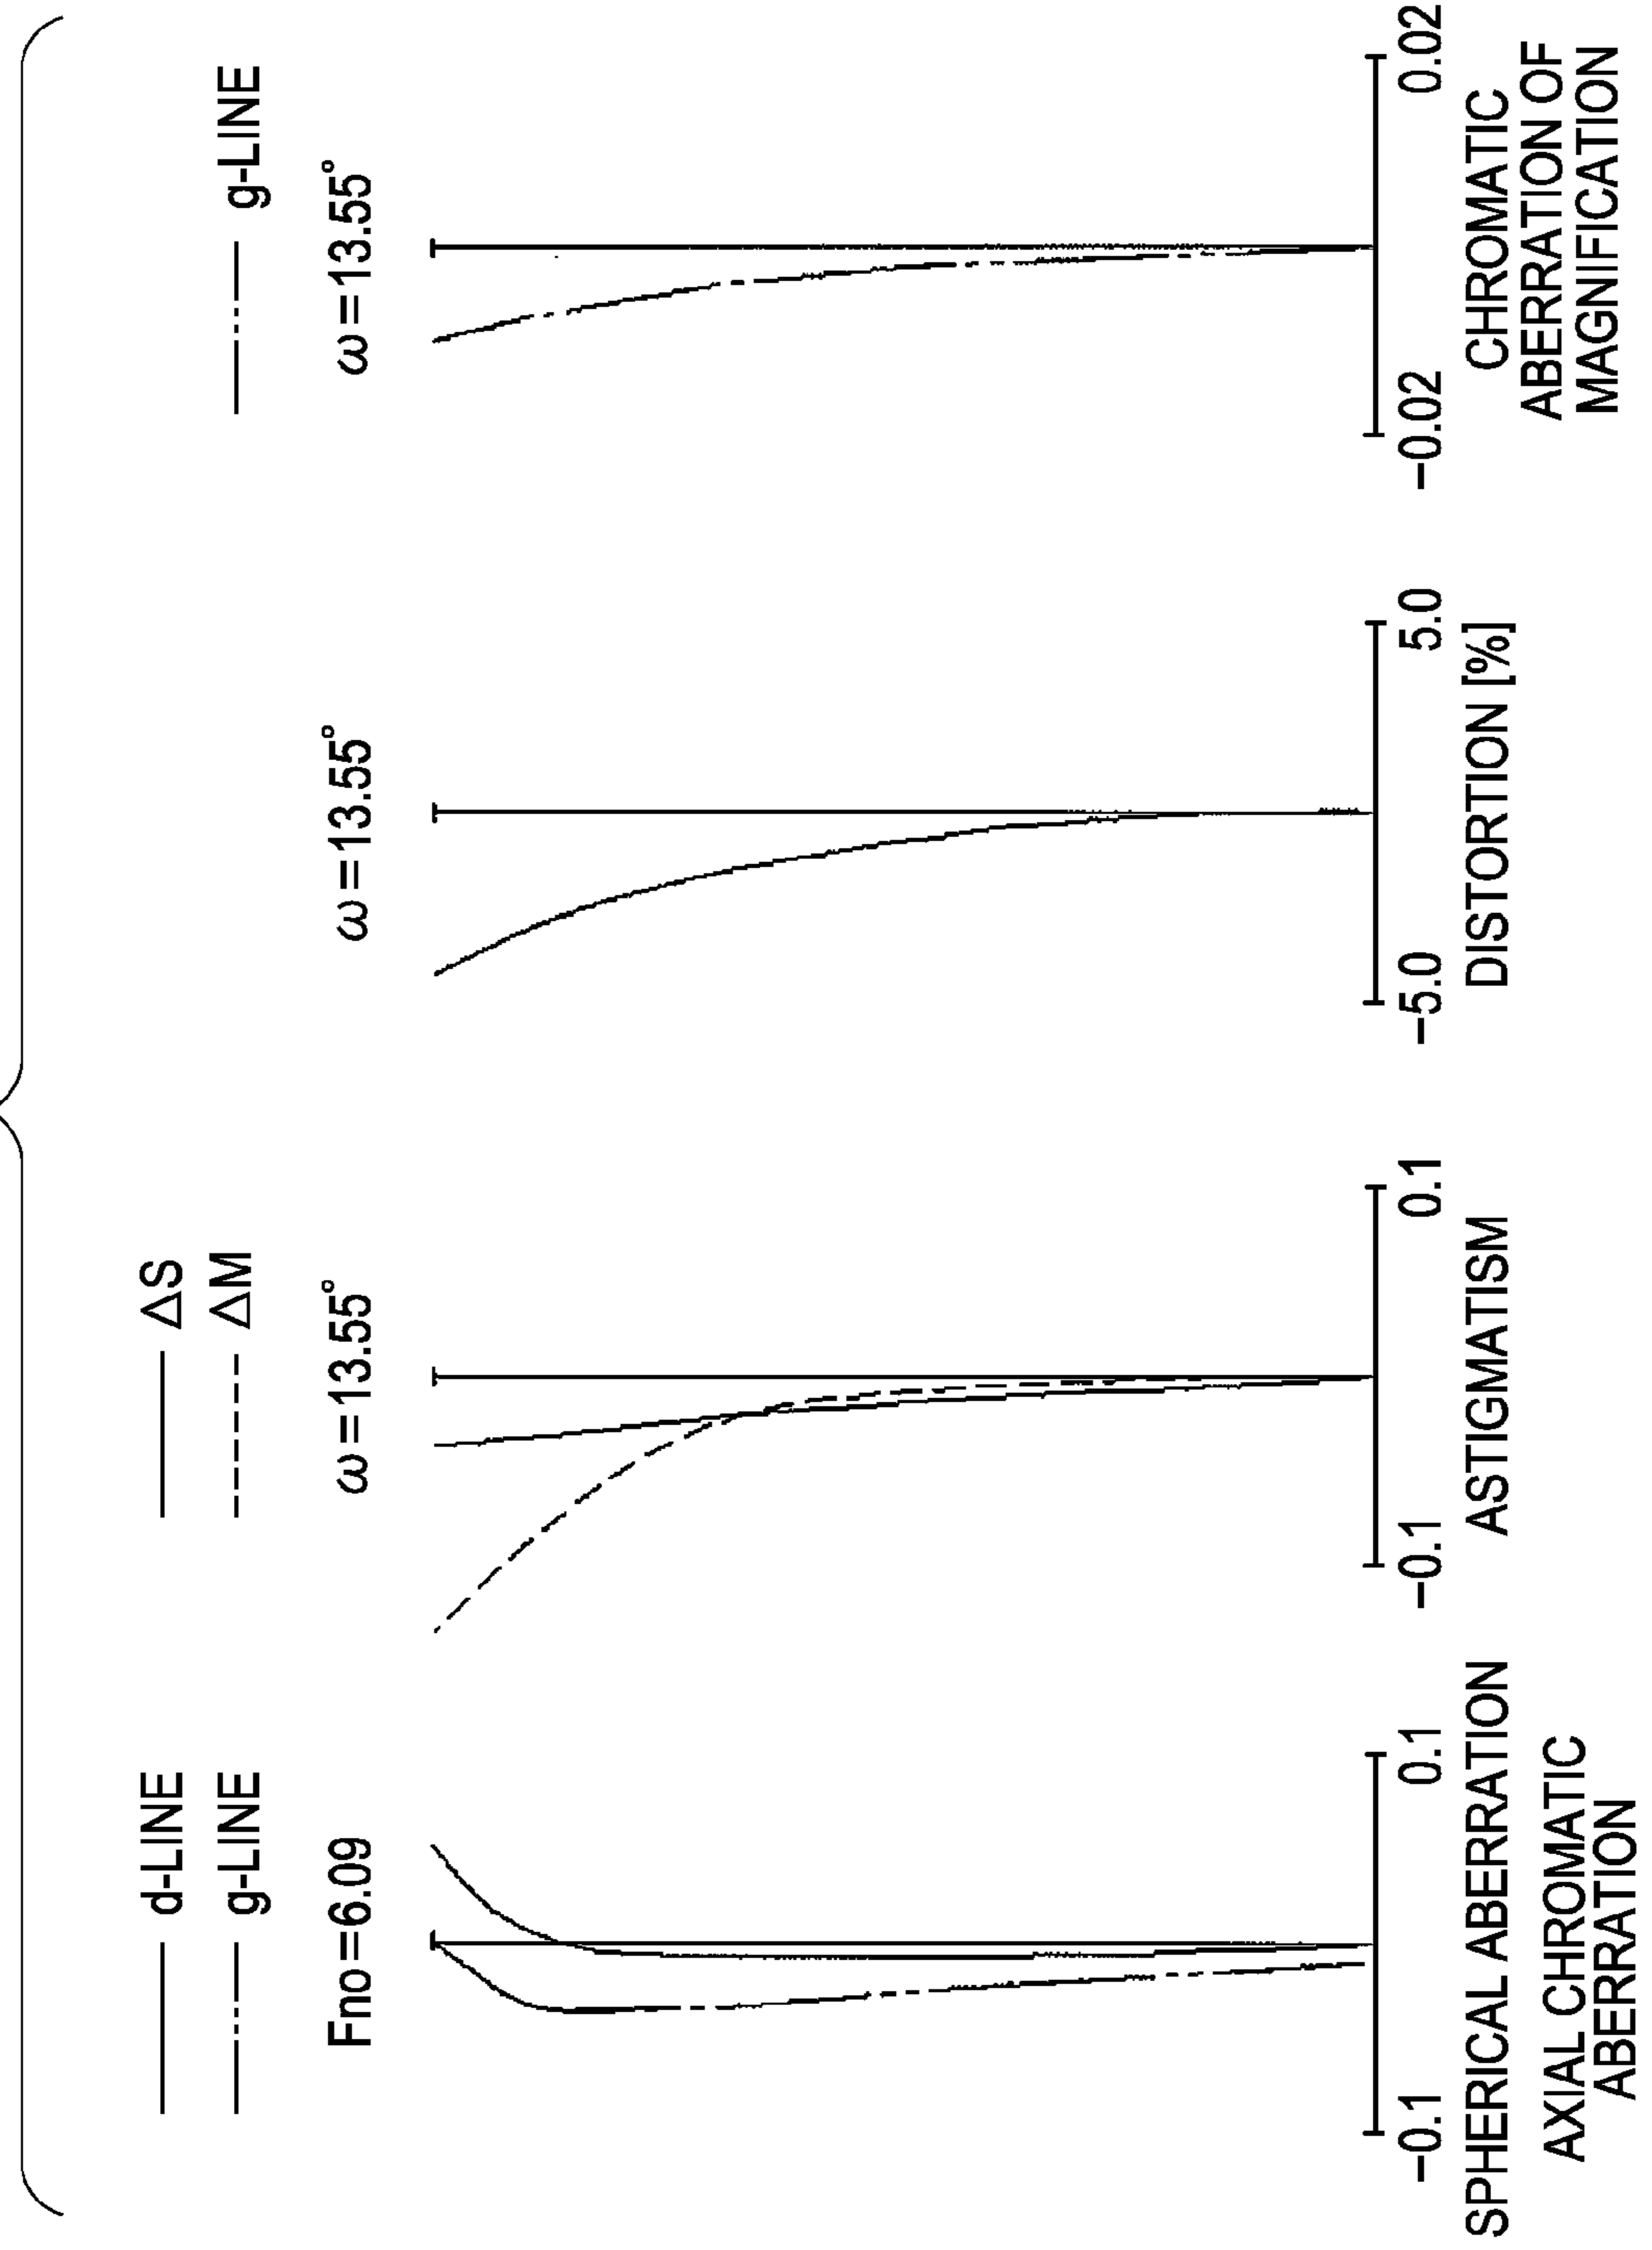 d-LINE
g-LINE
Fno=6.09
−0.1
0.1
SPHERICAL ABERRATION
AXIAL CHROMATIC
ABERRATION
ΔS
ΔM
ω=13.55°
−0.1
0.1
ASTIGMATISM
ω=13.55°
−5.0
5.0
DISTORTION [%]
g-LINE
ω=13.55°
−0.02
0.02
CHROMATIC
ABERRATION OF
MAGNIFICATION